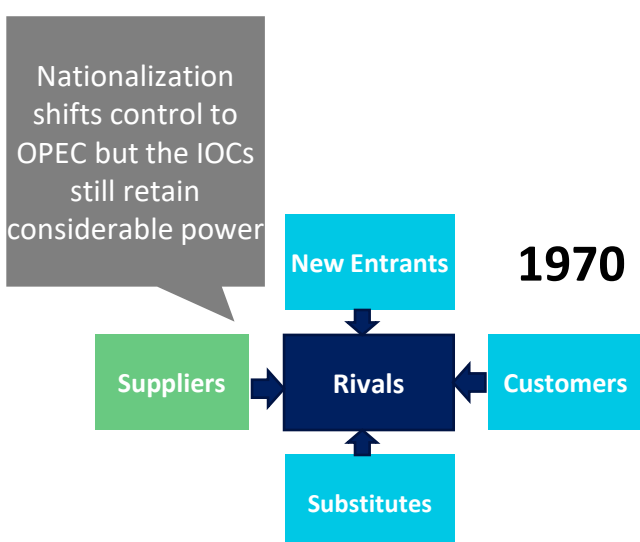 Nationalization
shifts control to
OPEC but the IOCs
still retain
considerable power
New Entrants
1970
Suppliers
Rivals
Customers
Substitutes